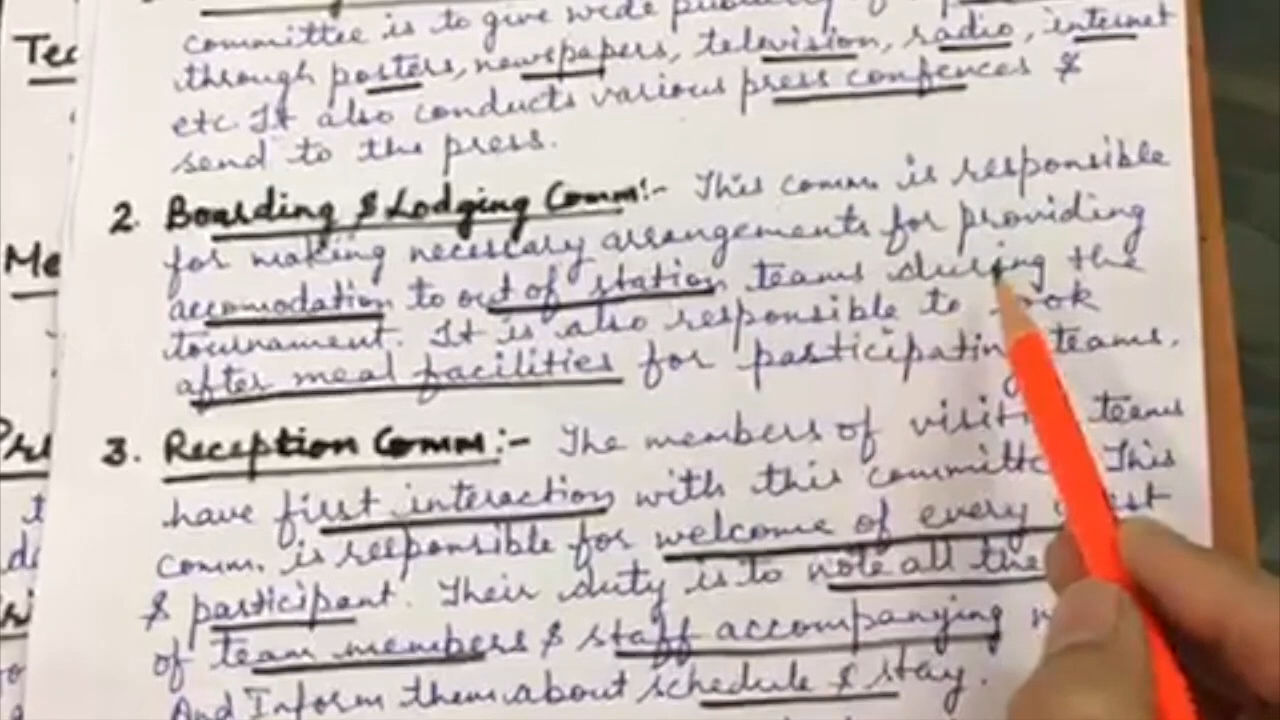 committee is to give wide publicity of
through posters, newspapers, television, radio, internet
etc. It also conducts various press confences &
send to the press.
2. Boarding & Lodging Comm:- This comm. is responsible
for making necessary arrangements for providing
accomodation to out of station teams during the
tournament. It is also responsible to look
after meal facilities for participating teams.
3. Reception Comm:- The members of visiting teams
have first interaction with this committee. This
comm. is responsible for welcome of every guest
& participant. Their duty is to note all the
of team members & staff accompanying
And Inform them about schedule & stay.